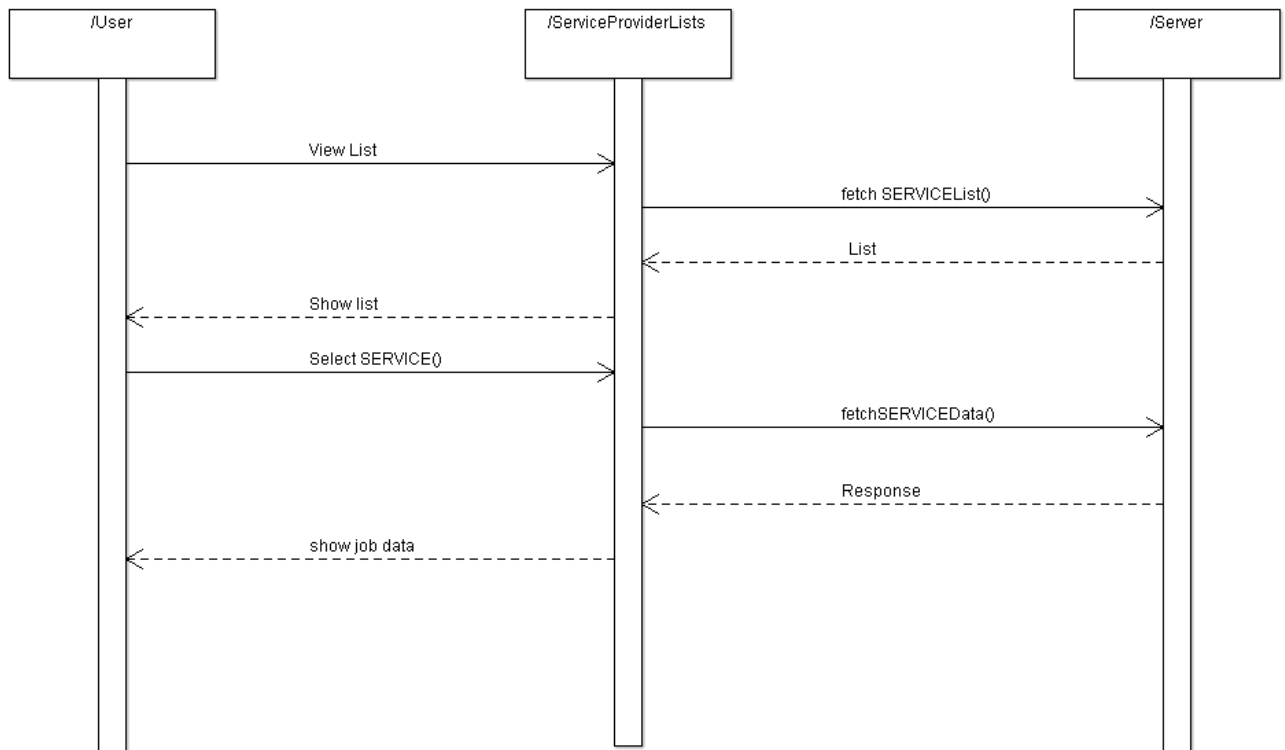 /User
/ServiceProviderLists
/Server
View List
fetch SERVICEList()
List
Show list
Select SERVICE()
fetchSERVICEData()
Response
show job data